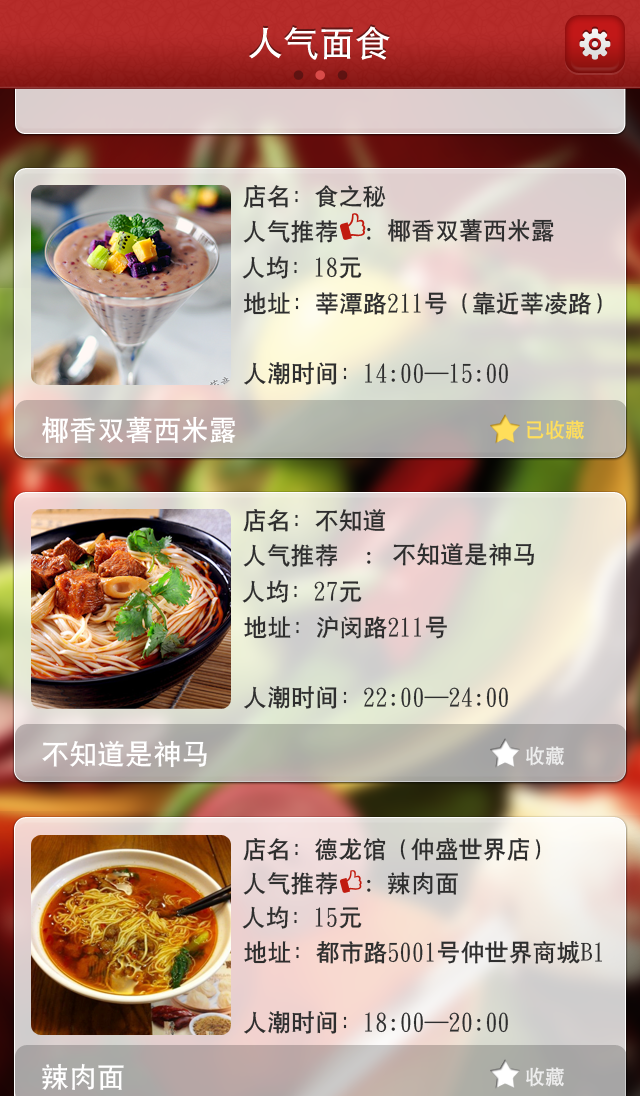 人气面食
店名：食之秘
人气推荐：椰香双薯西米露
人均：18元
地址：莘潭路211号（靠近莘凌路）
人潮时间：14:00—15:00
椰香双薯西米露
已收藏
店名：不知道
人气推荐：不知道是神马
人均：27元
地址：沪闵路211号
人潮时间：22:00—24:00
不知道是神马
收藏
店名：德龙馆（仲盛世界店）
人气推荐：辣肉面
人均：15元
地址：都市路5001号仲世界商城B1
人潮时间：18:00—20:00
辣肉面
收藏